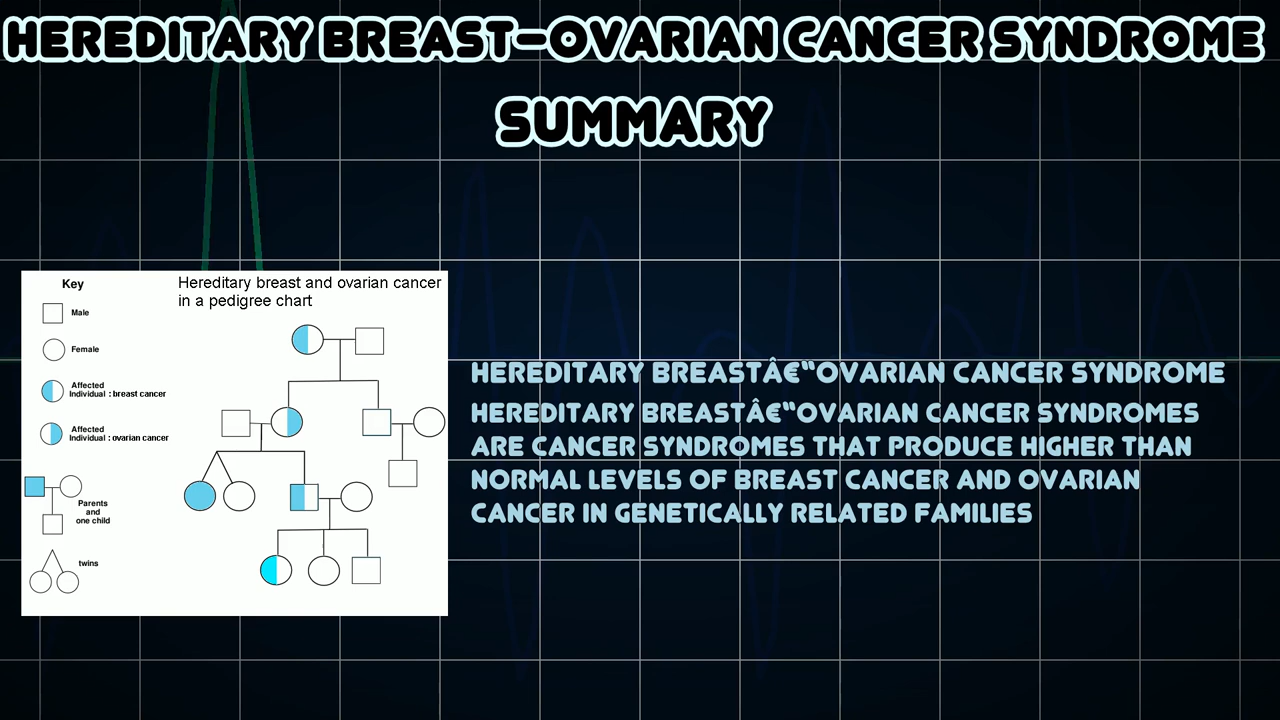 HEREDITARY BREAST–OVARIAN CANCER SYNDROME
SUMMARY
Key
Male
Female
Affected
Individual : breast cancer
Affected
Individual : ovarian cancer
Parents
and
one child
twins
Hereditary breast and ovarian cancer
in a pedigree chart
HEREDITARY BREASTÂ€“OVARIAN CANCER SYNDROME
HEREDITARY BREASTÂ€“OVARIAN CANCER SYNDROMES
ARE CANCER SYNDROMES THAT PRODUCE HIGHER THAN
NORMAL LEVELS OF BREAST CANCER AND OVARIAN
CANCER IN GENETICALLY RELATED FAMILIES